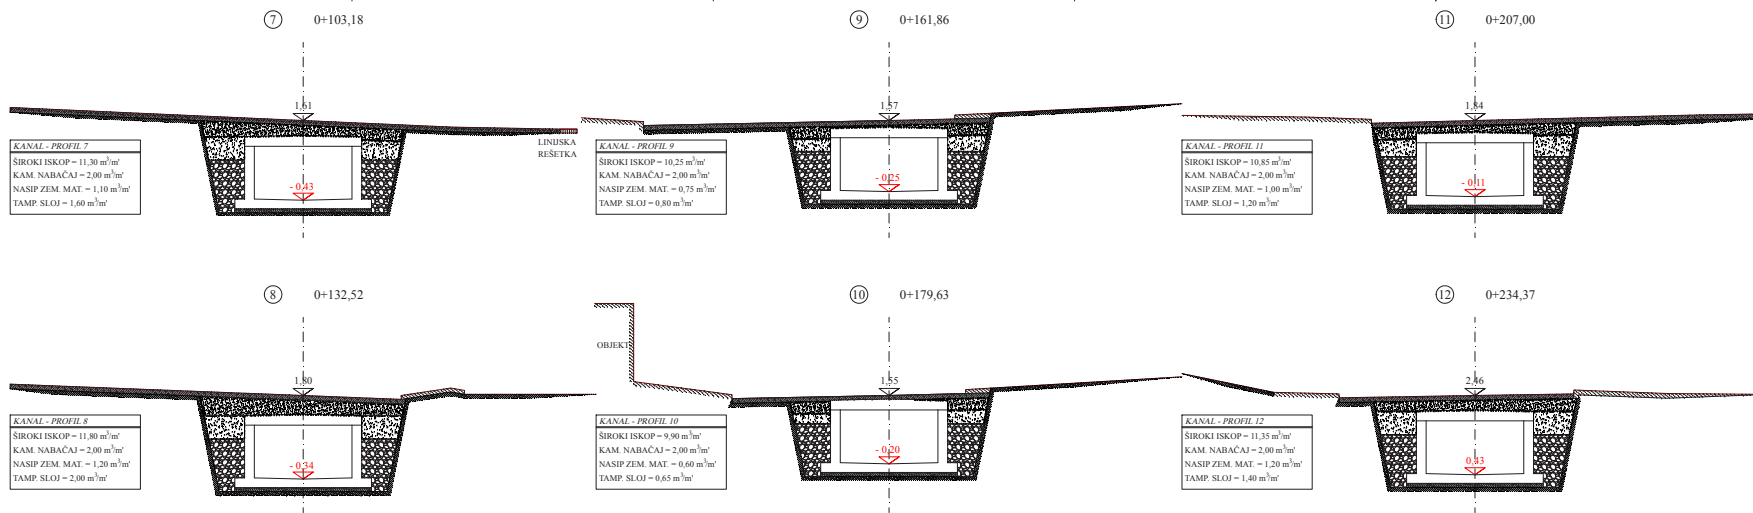 7 0+103,18
1,61
- 0,43
LINIJSKA
REŠETKA
KANAL - PROFIL 7
ŠIROKI ISKOP = 11,30 m³/m'
KAM. NABAČAJ = 2,00 m³/m'
NASIP ZEM. MAT. = 1,10 m³/m'
TAMP. SLOJ = 1,60 m³/m'
9 0+161,86
1,57
- 0,25
KANAL - PROFIL 9
ŠIROKI ISKOP = 10,25 m³/m'
KAM. NABAČAJ = 2,00 m³/m'
NASIP ZEM. MAT. = 0,75 m³/m'
TAMP. SLOJ = 0,80 m³/m'
11 0+207,00
1,84
- 0,11
KANAL - PROFIL 11
ŠIROKI ISKOP = 10,85 m³/m'
KAM. NABAČAJ = 2,00 m³/m'
NASIP ZEM. MAT. = 1,00 m³/m'
TAMP. SLOJ = 1,20 m³/m'
8 0+132,52
1,80
- 0,34
KANAL - PROFIL 8
ŠIROKI ISKOP = 11,80 m³/m'
KAM. NABAČAJ = 2,00 m³/m'
NASIP ZEM. MAT. = 1,20 m³/m'
TAMP. SLOJ = 2,00 m³/m'
10 0+179,63
OBJEKT
1,55
- 0,20
KANAL - PROFIL 10
ŠIROKI ISKOP = 9,90 m³/m'
KAM. NABAČAJ = 2,00 m³/m'
NASIP ZEM. MAT. = 0,60 m³/m'
TAMP. SLOJ = 0,65 m³/m'
12 0+234,37
2,46
0,43
KANAL - PROFIL 12
ŠIROKI ISKOP = 11,35 m³/m'
KAM. NABAČAJ = 2,00 m³/m'
NASIP ZEM. MAT. = 1,20 m³/m'
TAMP. SLOJ = 1,40 m³/m'